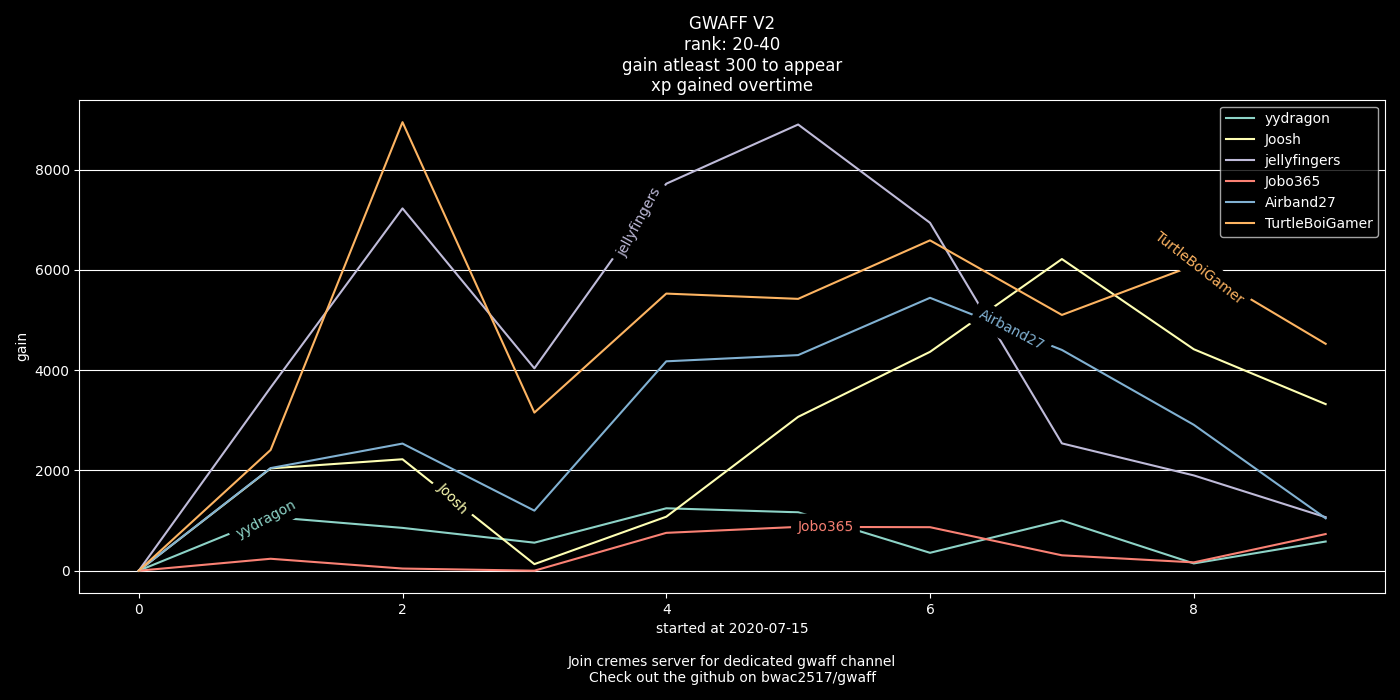 GWAFF V2
rank: 20-40
gain atleast 300 to appear
xp gained overtime
yydragon
Joosh
jellyfingers
Jobo365
Airband27
TurtleBoiGamer
8000
6000
4000
2000
0
gain
jellyfingers
TurtleBoiGamer
Airband27
Joosh
yydragon
Jobo365
0 2 4 6 8
started at 2020-07-15
Join cremes server for dedicated gwaff channel
Check out the github on bwac2517/gwaff